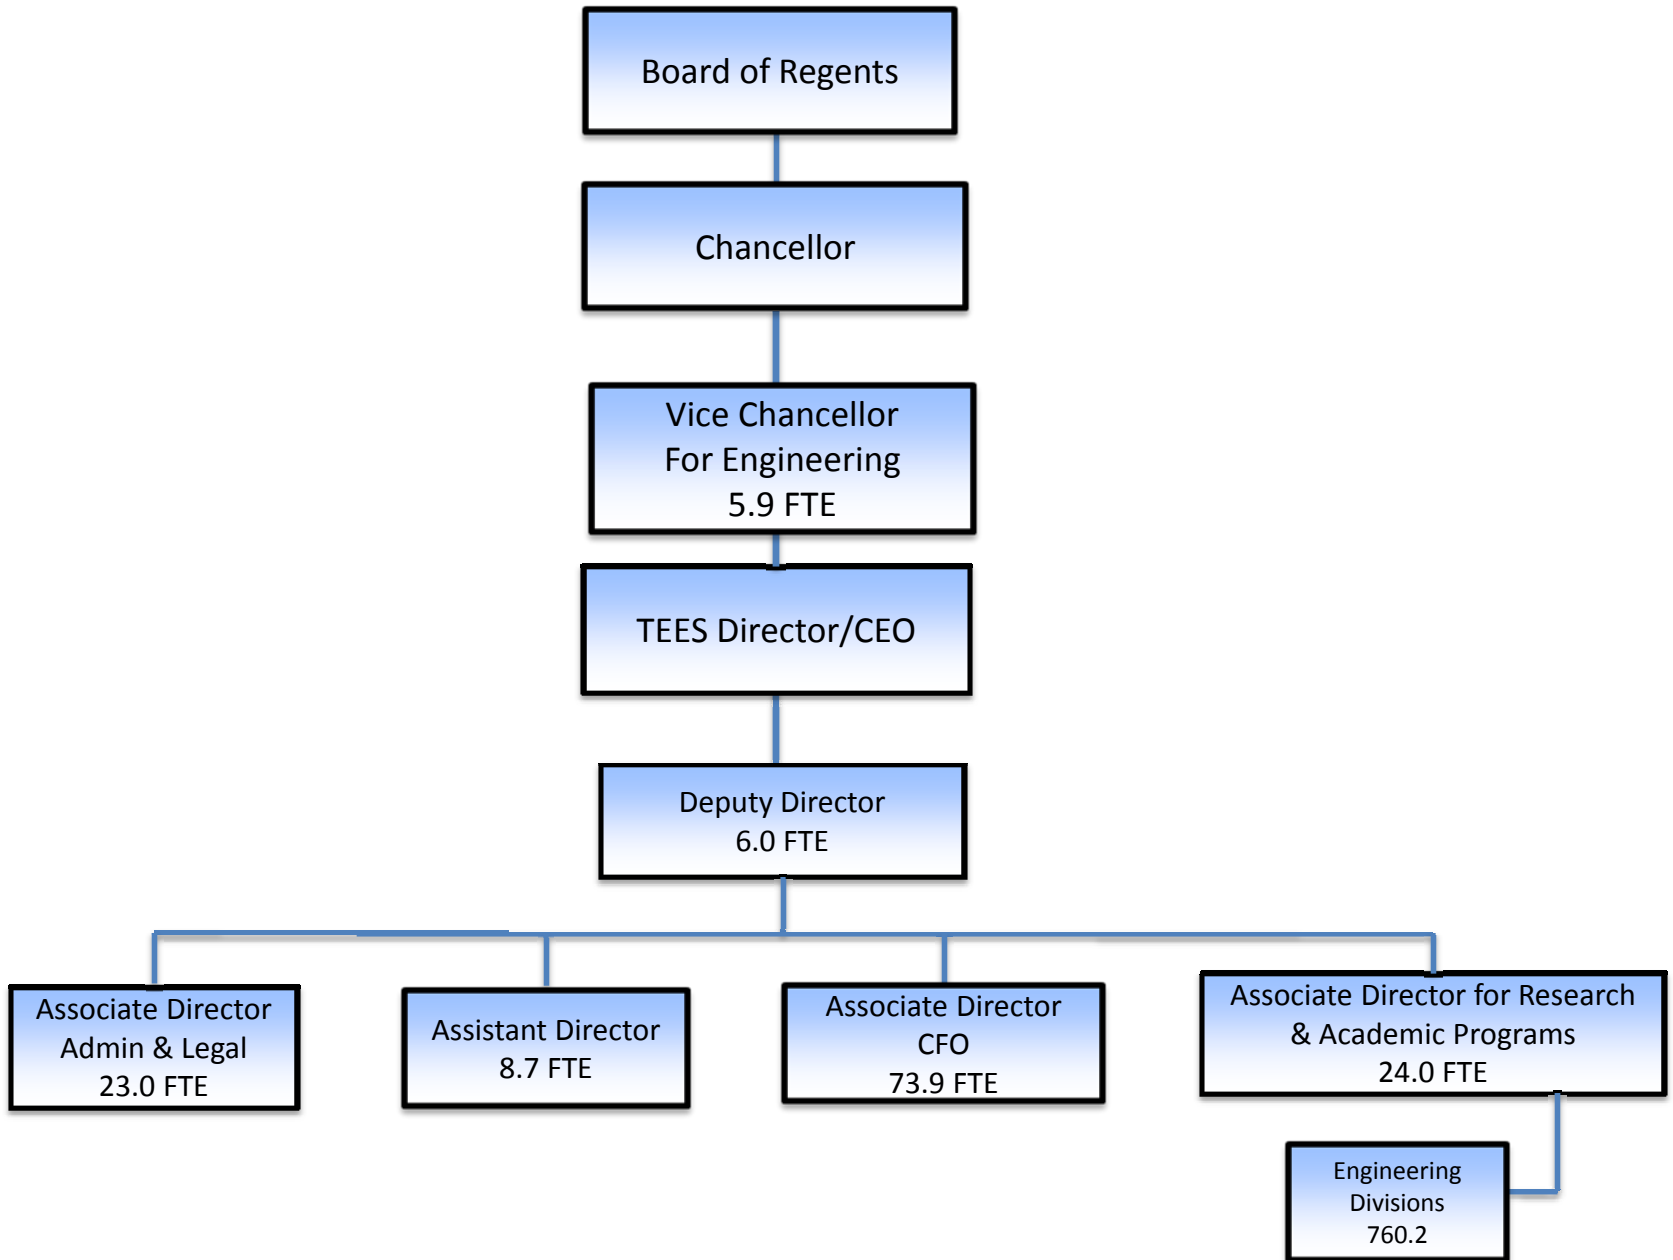 Board of Regents
Chancellor
Vice Chancellor
For Engineering
5.9 FTE
TEES Director/CEO
Deputy Director
6.0 FTE
Associate Director
Admin & Legal
23.0 FTE
Assistant Director
8.7 FTE
Associate Director
CFO
73.9 FTE
Associate Director for Research
& Academic Programs
24.0 FTE
Engineering
Divisions
760.2